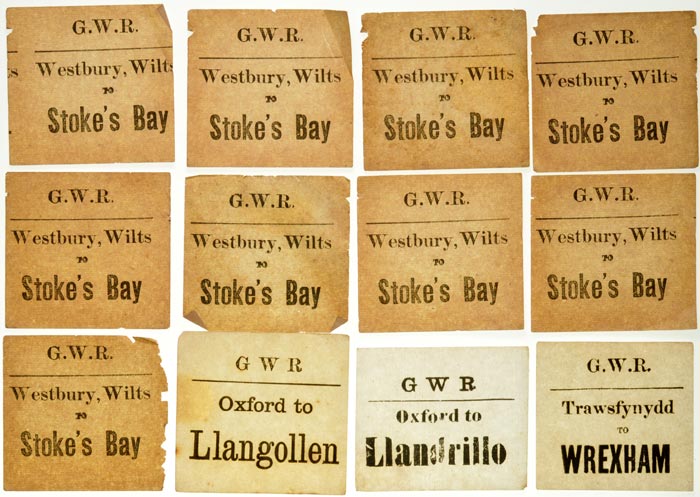 G.W.R.
Westbury, Wilts
TO
Stoke's Bay
G.W.R.
Westbury, Wilts
TO
Stoke's Bay
G.W.R.
Westbury, Wilts
TO
Stoke's Bay
G.W.R.
Westbury, Wilts
TO
Stoke's Bay
G.W.R.
Westbury, Wilts
TO
Stoke's Bay
G.W.R.
Westbury, Wilts
TO
Stoke's Bay
G.W.R.
Westbury, Wilts
TO
Stoke's Bay
G.W.R.
Westbury, Wilts
TO
Stoke's Bay
G.W.R.
Westbury, Wilts
TO
Stoke's Bay
G W R
Oxford to
Llangollen
G W R
Oxford to
Llandrillo
G.W.R.
Trawsfynydd
TO
WREXHAM